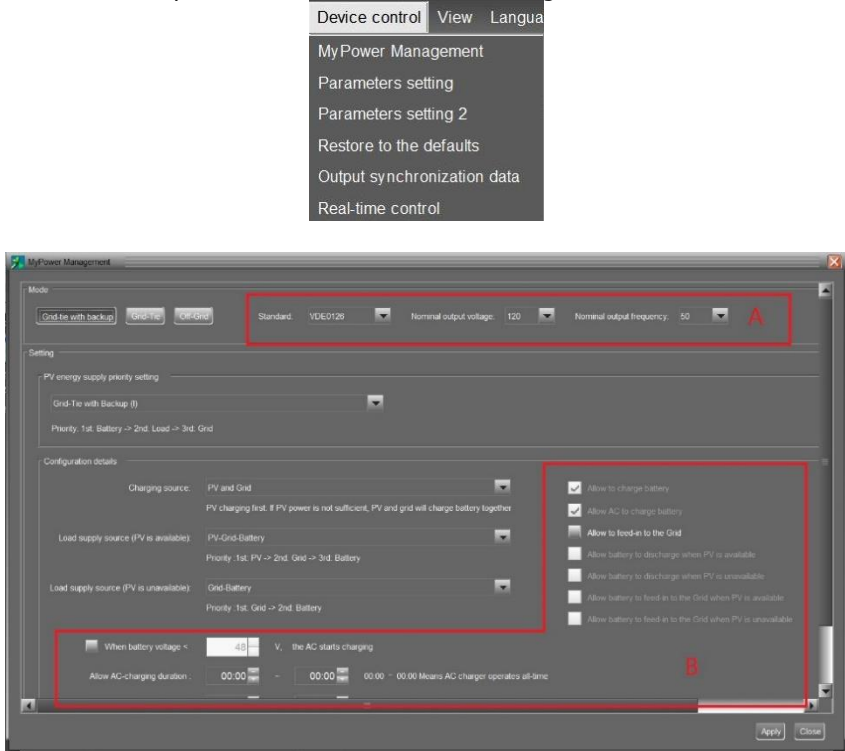 Device control View Langua
MyPower Management
Parameters setting
Parameters setting 2
Restore to the defaults
Output synchronization data
Real-time control
MyPower Management
Mode
Grid-tie with backup Grid-Tie Off-Grid Standard: VDE0126 Nominal output voltage: 120 Nominal output frequency: 50 A
Setting
PV energy supply priority setting
Grid-Tie with Backup (I)
Priority: 1st: Battery -> 2nd: Load -> 3rd: Grid
Configuration details
Charging source: PV and Grid
PV charging first. If PV power is not sufficient, PV and grid will charge battery together
Load supply source (PV is available): PV-Grid-Battery
Priority :1st: PV -> 2nd: Grid -> 3rd: Battery
Load supply source (PV is unavailable): Grid-Battery
Priority :1st: Grid -> 2nd: Battery
Allow to charge battery
Allow AC to charge battery
Allow to feed-in to the Grid
Allow battery to discharge when PV is available
Allow battery to discharge when PV is unavailable
Allow battery to feed-in to the Grid when PV is available
Allow battery to feed-in to the Grid when PV is unavailable
When battery voltage < 48 V, the AC starts charging
Allow AC-charging duration : 00:00 ~ 00:00 00:00 ~ 00:00 Means AC charger operates all-time
B
Apply Close